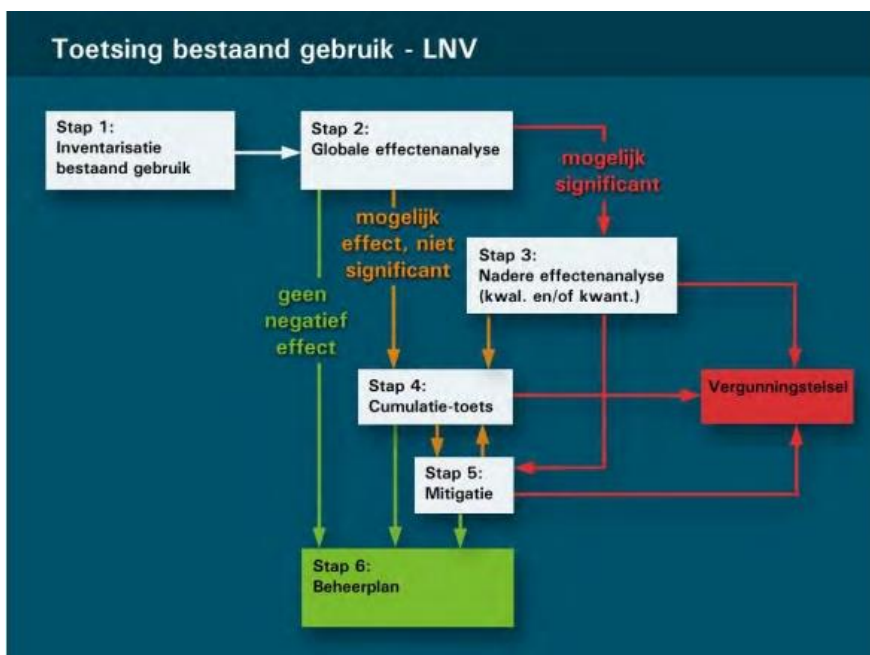 Toetsing bestaand gebruik - LNV
Stap 1:
Inventarisatie
bestaand gebruik
Stap 2:
Globale effectenanalyse
mogelijk
significant
mogelijk
effect, niet
significant
Stap 3:
Nadere effectenanalyse
(kwal. en/of kwant.)
geen
negatief
effect
Stap 4:
Cumulatie-toets
Vergunningstelsel
Stap 5:
Mitigatie
Stap 6:
Beheerplan